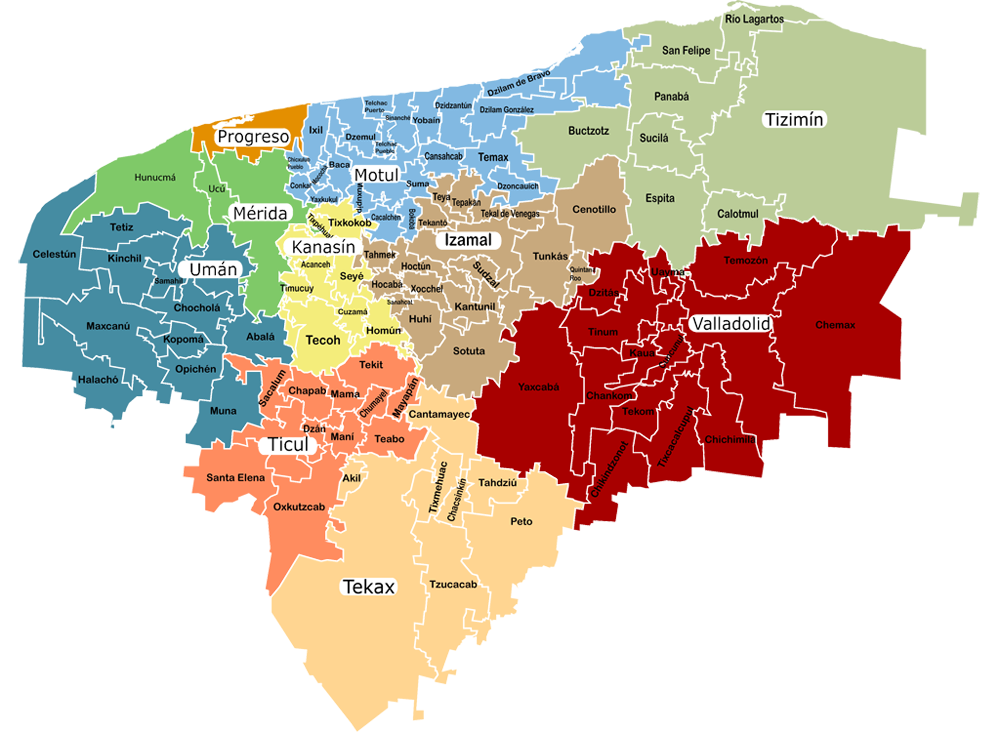 Rio Lagartos
San Felipe
Dzilam de Bravo
Panabá
Tizimín
Telchac
Puerto
Sinanche
Dzidzantún
Yobaín
Dzilam González
Progreso
Ixil
Dzemul
Telchac
Pueblo
Buctzotz
Sucilá
Chicxulub
Pueblo
Baca
Cansahcab
Temax
Motul
Hunucmá
Ucú
Conkal
Mocochá
Yaxkukul
Muxupip
Suma
Dzoncauich
Espita
Teya
Tepakán
Mérida
Tixpéhual
Tixkokob
Cacalchen
Bokobá
Tekantó
Tekal de Venegas
Cenotillo
Calotmul
Tetiz
Kanasín
Izamal
Celestún
Kinchil
Umán
Samahil
Acanceh
Seyé
Tahmek
Hoctún
Sudzal
Tunkás
Quintana
Roo
Uayma
Temozón
Timucuy
Hocabá
Xocchel
Sanahcat
Kantunil
Dzitás
Chocholá
Cuzamá
Huhí
Maxcanú
Kopomá
Abalá
Tecoh
Homún
Sotuta
Tinum
Valladolid
Chemax
Kaua
Cuncunul
Halachó
Opichén
Tekit
Yaxcabá
Sacalum
Chapab
Mama
Chumayel
Mayapán
Chankom
Muna
Cantamayec
Tekom
Dzán
Maní
Teabo
Ticul
Tixcacalcupul
Chichimilá
Chikindzonot
Santa Elena
Akil
Tixmehuac
Chacsinkín
Tahdziú
Oxkutzcab
Peto
Tekax
Tzucacab